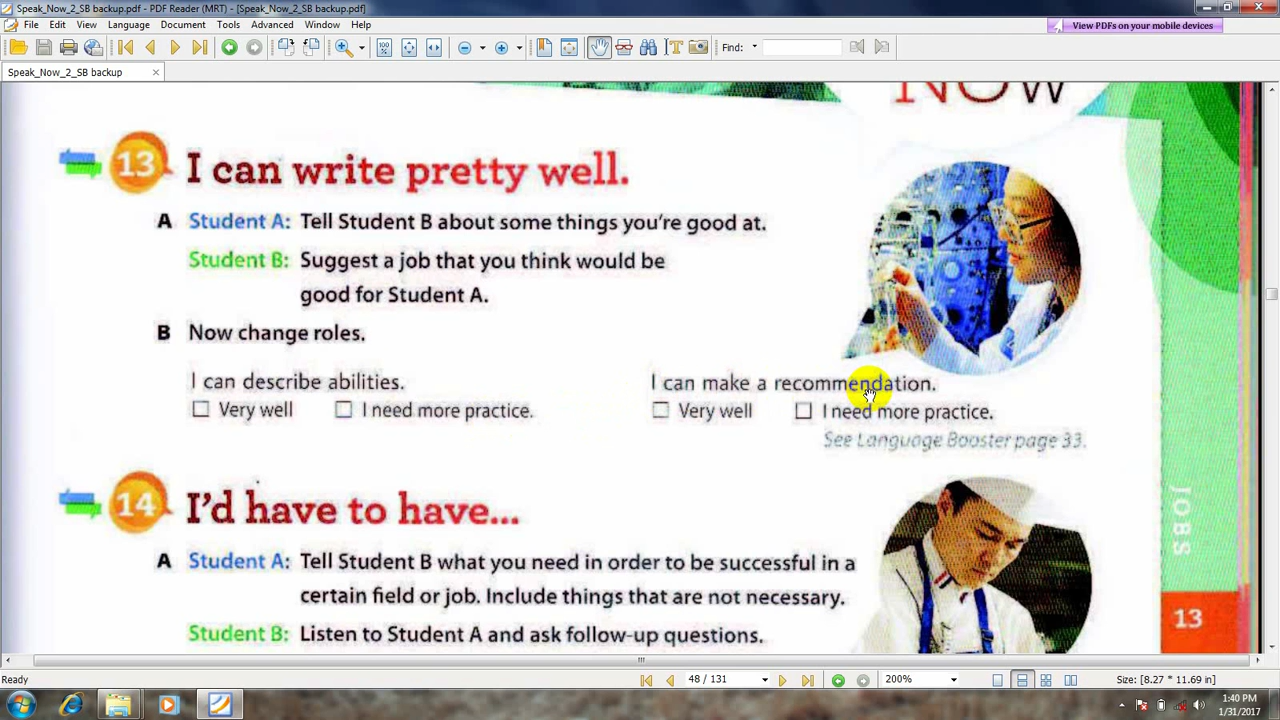 Speak_Now_2_SB backup.pdf - PDF Reader (MRT) - [Speak_Now_2_SB backup.pdf]
File Edit View Language Document Tools Advanced Window Help
View PDFs on your mobile devices
Find:
Speak_Now_2_SB backup
NOW
13 I can write pretty well.
A Student A: Tell Student B about some things you're good at.
Student B: Suggest a job that you think would be
good for Student A.
B Now change roles.
I can describe abilities.
Very well I need more practice.
I can make a recommendation.
Very well I need more practice.
See Language Booster page 33.
14 I'd have to have...
A Student A: Tell Student B what you need in order to be successful in a
certain field or job. Include things that are not necessary.
Student B: Listen to Student A and ask follow-up questions.
JOBS
13
Ready
48 / 131
200%
Size: [8.27 * 11.69 in]
1:40 PM
1/31/2017